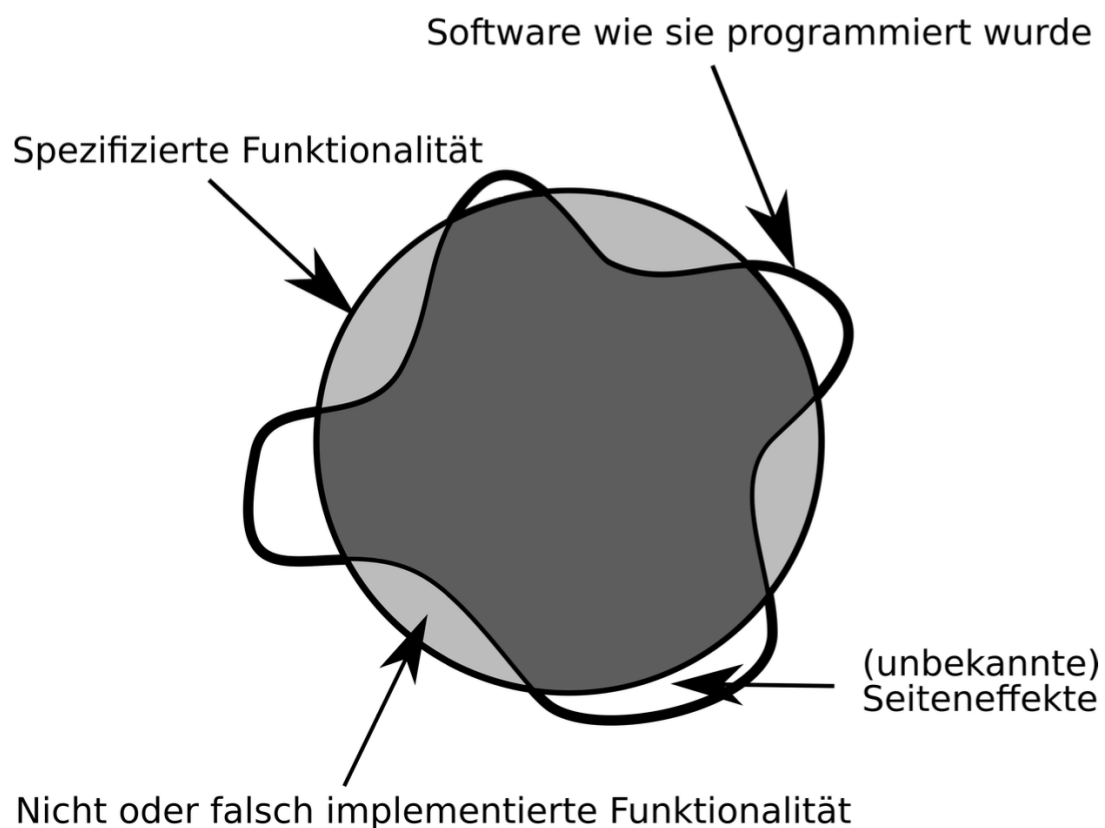 Software wie sie programmiert wurde
Spezifizierte Funktionalität
(unbekannte)
Seiteneffekte
Nicht oder falsch implementierte Funktionalität